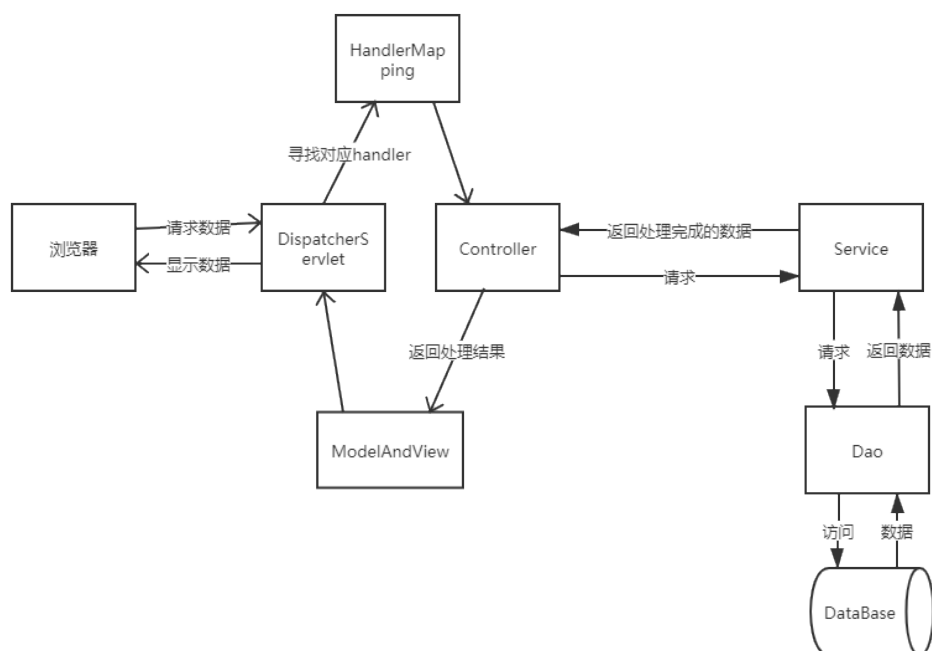 HandlerMap
ping
寻找对应handler
浏览器
请求数据
显示数据
DispatcherS
ervlet
Controller
返回处理完成的数据
请求
Service
返回处理结果
请求
返回数据
ModelAndView
Dao
访问
数据
DataBase